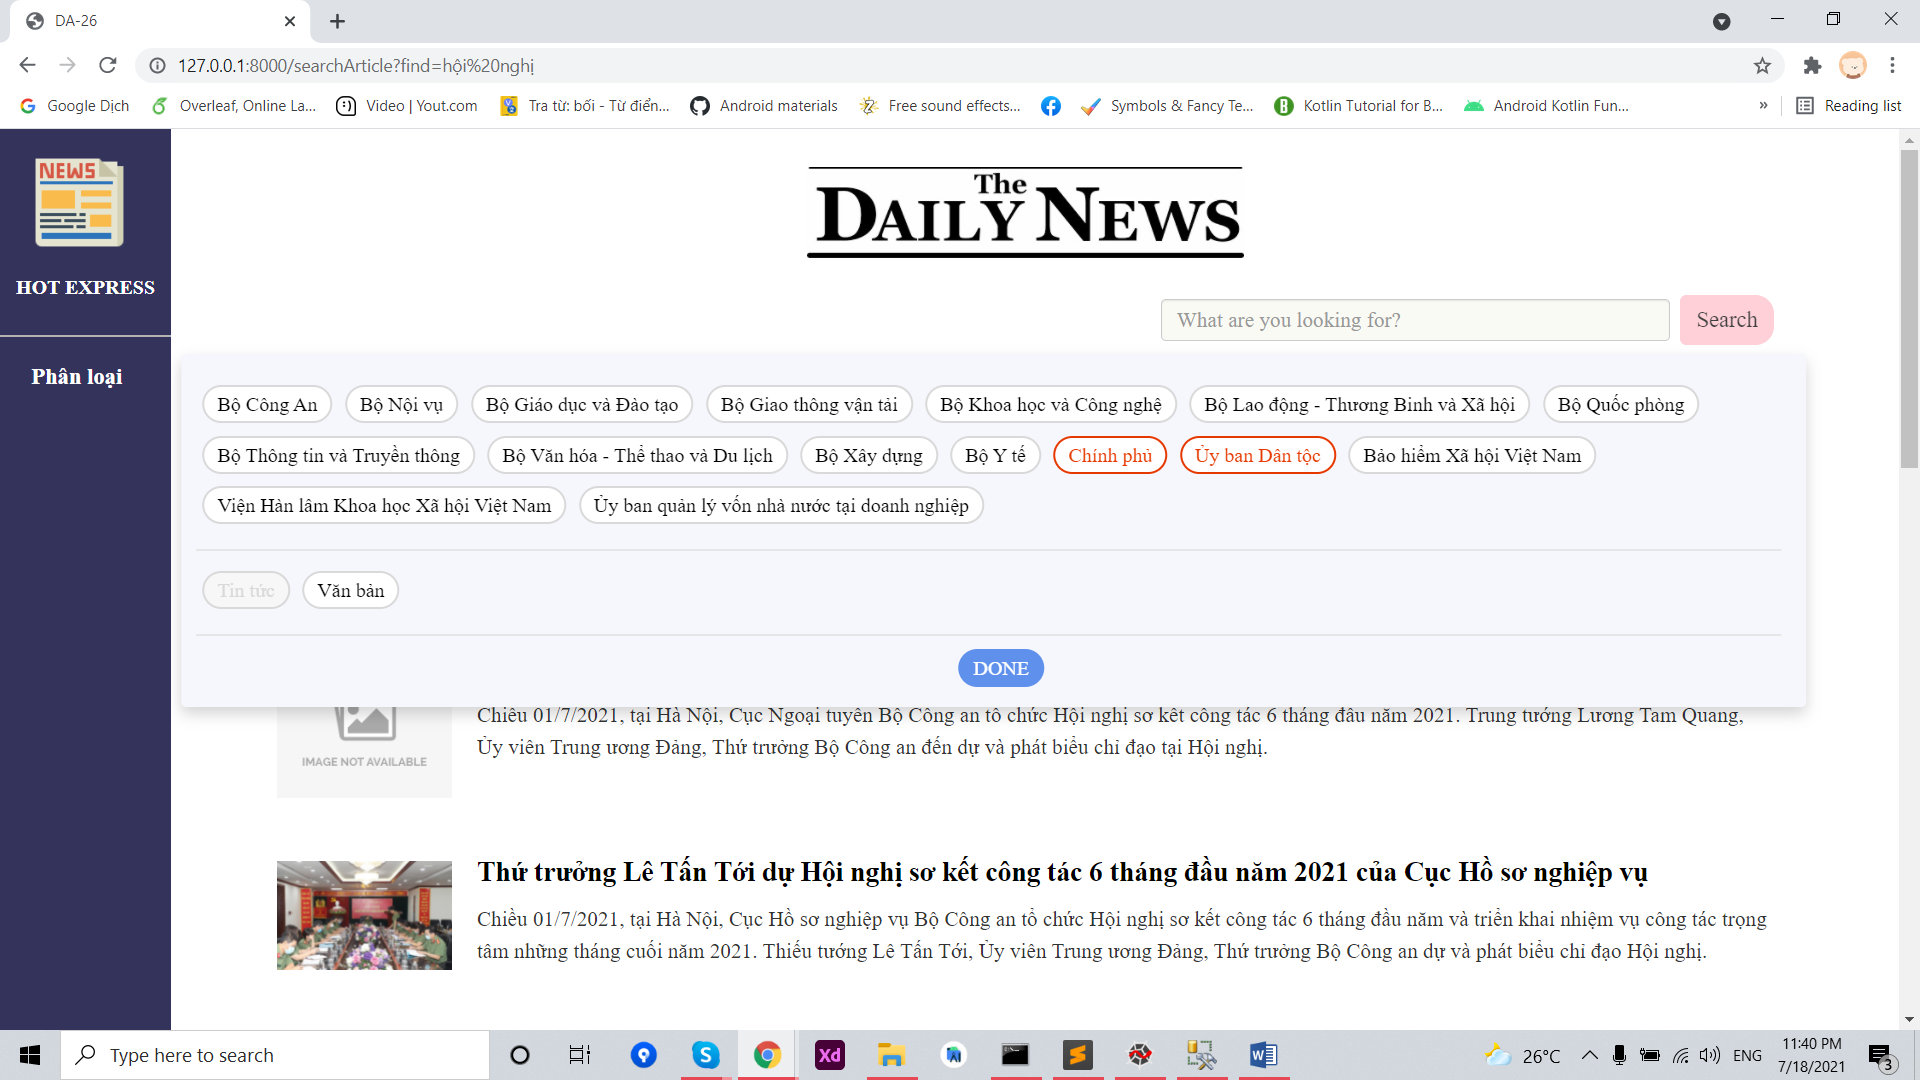 DA-26
127.0.0.1:8000/searchArticle?find=hội%20nghị
Google Dịch
Overleaf, Online La...
Video | Yout.com
Tra từ: bối - Từ điển...
Android materials
Free sound effects...
Symbols & Fancy Te...
Kotlin Tutorial for B...
Android Kotlin Fun...
»
Reading list
NEWS
HOT EXPRESS
Phân loại
The
DAILY NEWS
What are you looking for?
Search
Bộ Công An
Bộ Nội vụ
Bộ Giáo dục và Đào tạo
Bộ Giao thông vận tải
Bộ Khoa học và Công nghệ
Bộ Lao động - Thương Binh và Xã hội
Bộ Quốc phòng
Bộ Thông tin và Truyền thông
Bộ Văn hóa - Thể thao và Du lịch
Bộ Xây dựng
Bộ Y tế
Chính phủ
Ủy ban Dân tộc
Bảo hiểm Xã hội Việt Nam
Viện Hàn lâm Khoa học Xã hội Việt Nam
Ủy ban quản lý vốn nhà nước tại doanh nghiệp
Tin tức
Văn bản
DONE
IMAGE NOT AVAILABLE
Chiều 01/7/2021, tại Hà Nội, Cục Ngoại tuyến Bộ Công an tổ chức Hội nghị sơ kết công tác 6 tháng đầu năm 2021. Trung tướng Lương Tam Quang,
Ủy viên Trung ương Đảng, Thứ trưởng Bộ Công an đến dự và phát biểu chỉ đạo tại Hội nghị.
Thứ trưởng Lê Tấn Tới dự Hội nghị sơ kết công tác 6 tháng đầu năm 2021 của Cục Hồ sơ nghiệp vụ
Chiều 01/7/2021, tại Hà Nội, Cục Hồ sơ nghiệp vụ Bộ Công an tổ chức Hội nghị sơ kết công tác 6 tháng đầu năm và triển khai nhiệm vụ công tác trọng
tâm những tháng cuối năm 2021. Thiếu tướng Lê Tấn Tới, Ủy viên Trung ương Đảng, Thứ trưởng Bộ Công an dự và phát biểu chỉ đạo Hội nghị.
Type here to search
Xd
26°C
ENG
11:40 PM
7/18/2021
3